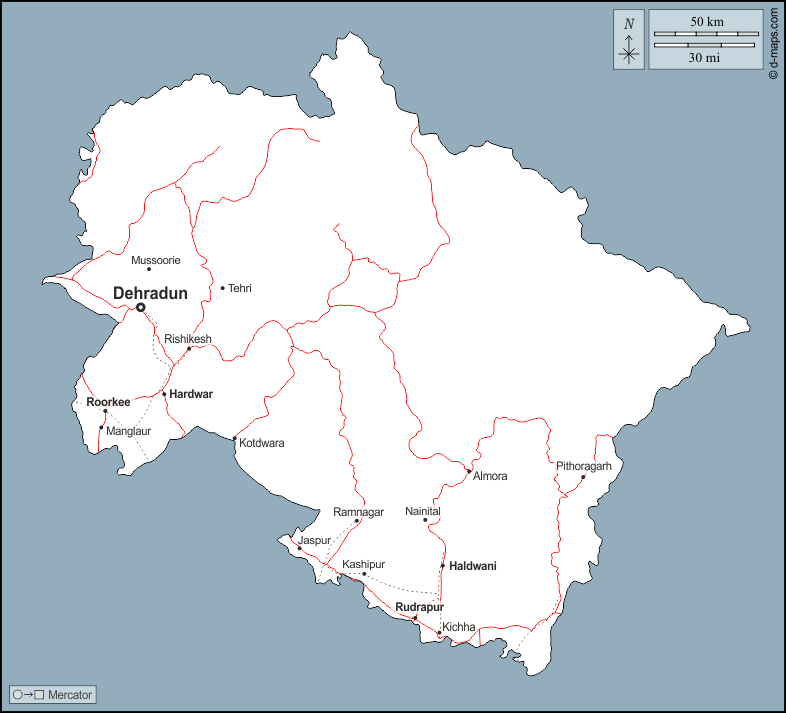 N
50 km
30 mi
© d-maps.com
Mussoorie
Tehri
Dehradun
Rishikesh
Hardwar
Roorkee
Manglaur
Kotdwara
Pithoragarh
Almora
Ramnagar
Nainital
Jaspur
Kashipur
Haldwani
Rudrapur
Kichha
Mercator